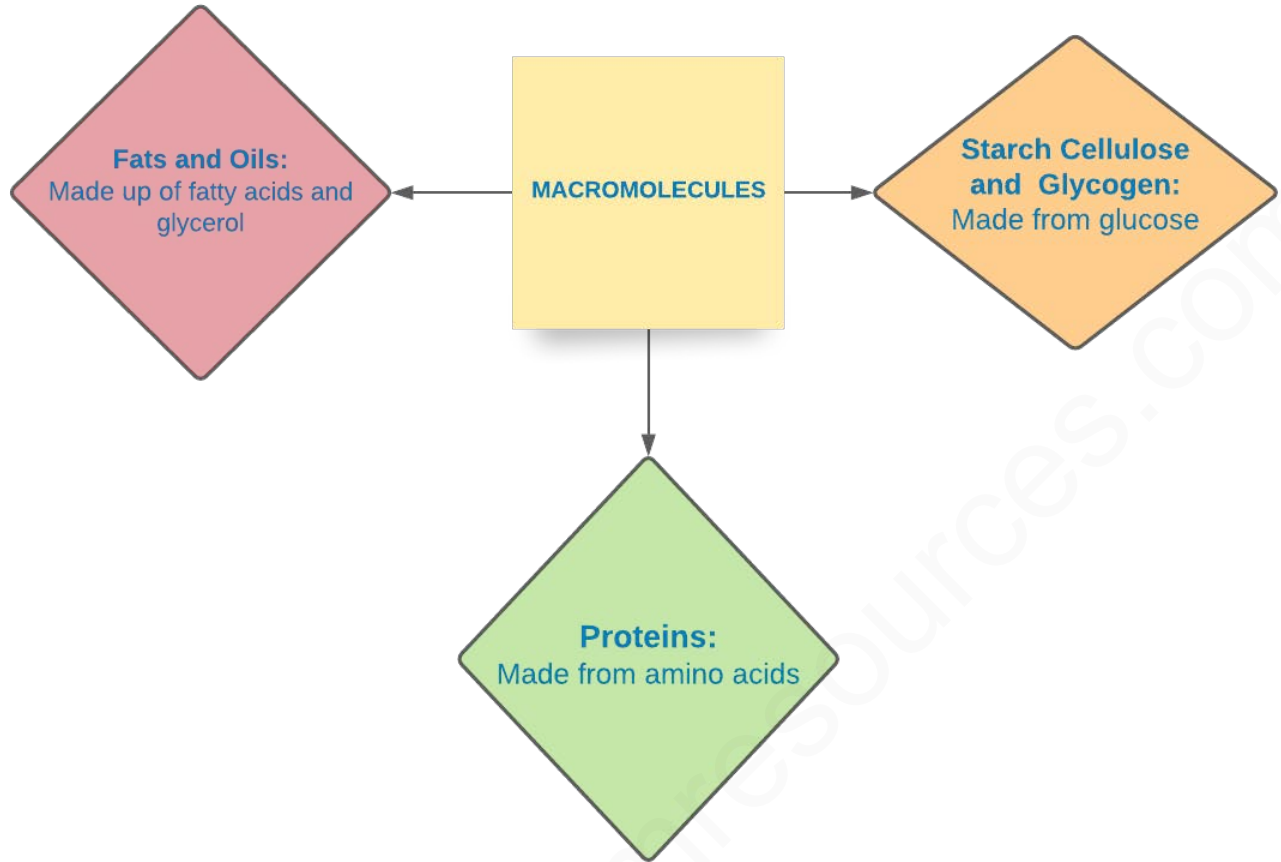 Fats and Oils:
Made up of fatty acids and
glycerol
MACROMOLECULES
Starch Cellulose
and Glycogen:
Made from glucose
Proteins:
Made from amino acids